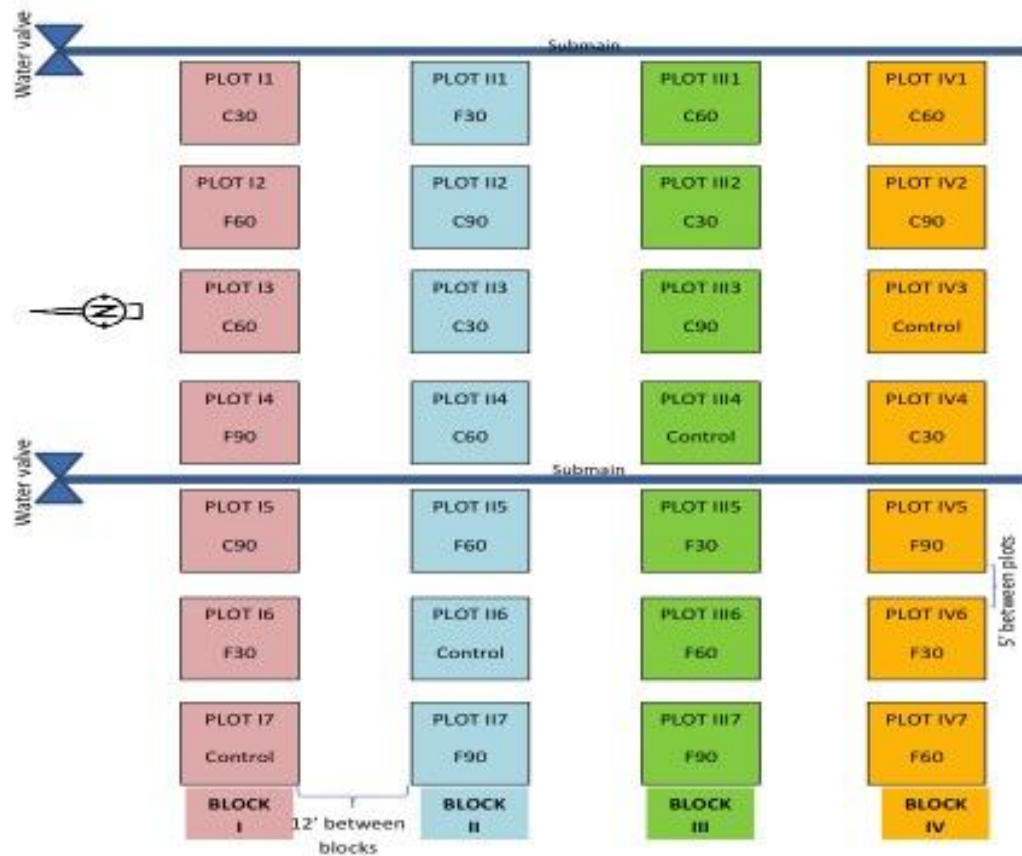 Water valve
Submain
PLOT I1
C30
PLOT II1
F30
PLOT III1
C60
PLOT IV1
C60
PLOT I2
F60
PLOT II2
C90
PLOT III2
C30
PLOT IV2
C90
N
PLOT I3
C60
PLOT II3
C30
PLOT III3
C90
PLOT IV3
Control
PLOT I4
F90
PLOT II4
C60
PLOT III4
Control
PLOT IV4
C30
Water valve
Submain
PLOT I5
C90
PLOT II5
F60
PLOT III5
F30
PLOT IV5
F90
5' between plots
PLOT I6
F30
PLOT II6
Control
PLOT III6
F60
PLOT IV6
F30
PLOT I7
Control
PLOT II7
F90
PLOT III7
F90
PLOT IV7
F60
BLOCK
I
12' between
blocks
BLOCK
II
BLOCK
III
BLOCK
IV